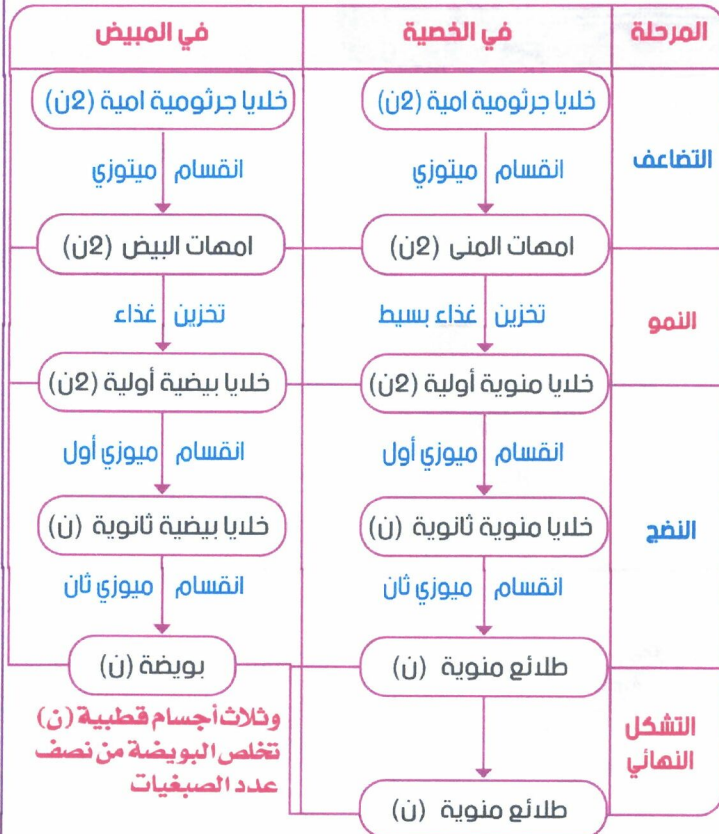 المرحلة
في الخصية
في المبيض
التضاعف
خلايا جرثومية امية (2ن)
خلايا جرثومية امية (2ن)
انقسام ميتوزي
انقسام ميتوزي
امهات المنى (2ن)
امهات البيض (2ن)
النمو
تخزين غذاء بسيط
تخزين غذاء
خلايا منوية أولية (2ن)
خلايا بيضية أولية (2ن)
النضج
انقسام ميوزي أول
انقسام ميوزي أول
خلايا منوية ثانوية (ن)
خلايا بيضية ثانوية (ن)
انقسام ميوزي ثان
انقسام ميوزي ثان
طلائع منوية (ن)
بويضة (ن)
التشكل
النهائي
وثلاث أجسام قطبية (ن)
تخلص البويضة من نصف
عدد الصبغيات
طلائع منوية (ن)